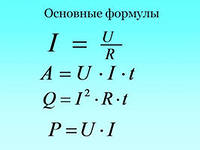 Основные формулы
I = U/R
A = U · I · t
Q = I² · R · t
P = U · I